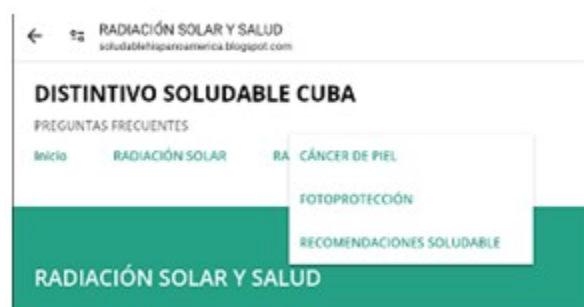 RADIACIÓN SOLAR Y SALUD
soludablehispanoamerica.blogspot.com
DISTINTIVO SOLUDABLE CUBA
PREGUNTAS FRECUENTES
Inicio RADIACIÓN SOLAR RA
CÁNCER DE PIEL
FOTOPROTECCIÓN
RECOMENDACIONES SOLUDABLE
RADIACIÓN SOLAR Y SALUD